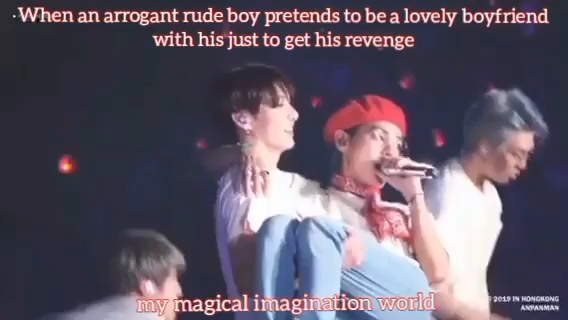 When an arrogant rude boy pretends to be a lovely boyfriend
with his just to get his revenge
my magical imagination world
2019 IN HONGKONG
ANPANMAN